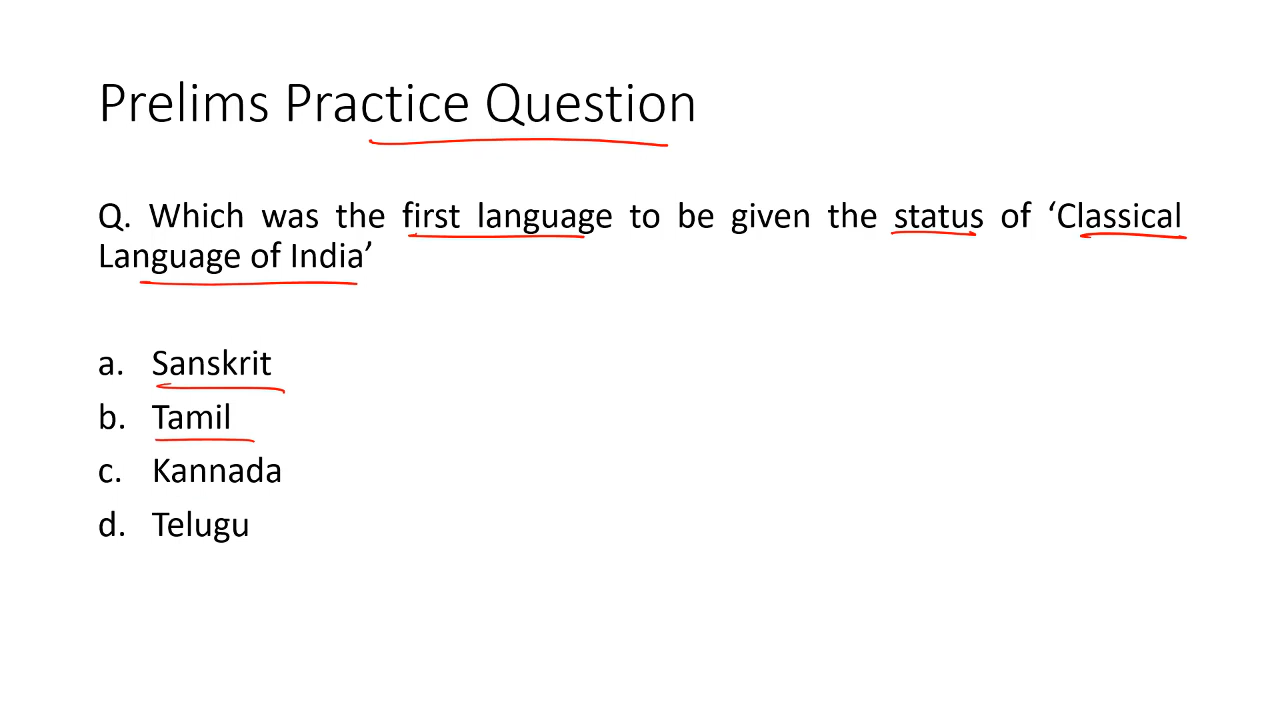 Prelims Practice Question
Q. Which was the first language to be given the status of ‘Classical
Language of India’
a. Sanskrit
b. Tamil
c. Kannada
d. Telugu